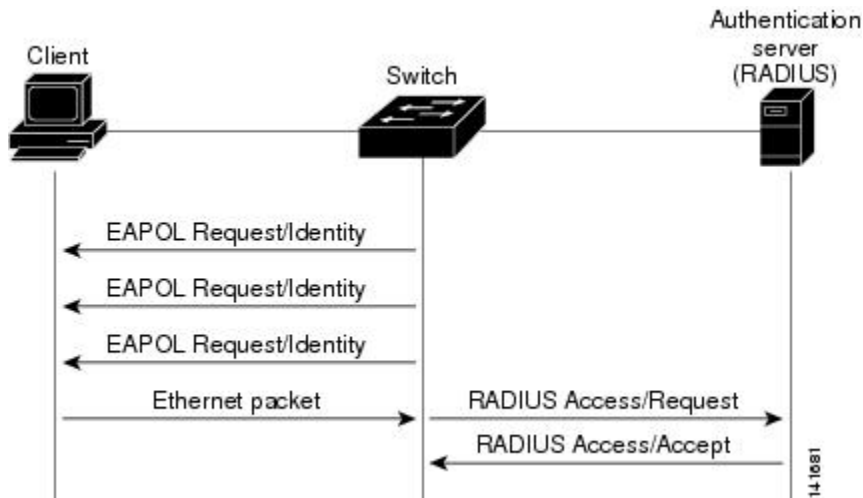 Authentication
server
(RADIUS)
Client
Switch
EAPOL Request/Identity
EAPOL Request/Identity
EAPOL Request/Identity
Ethernet packet
RADIUS Access/Request
RADIUS Access/Accept
141681